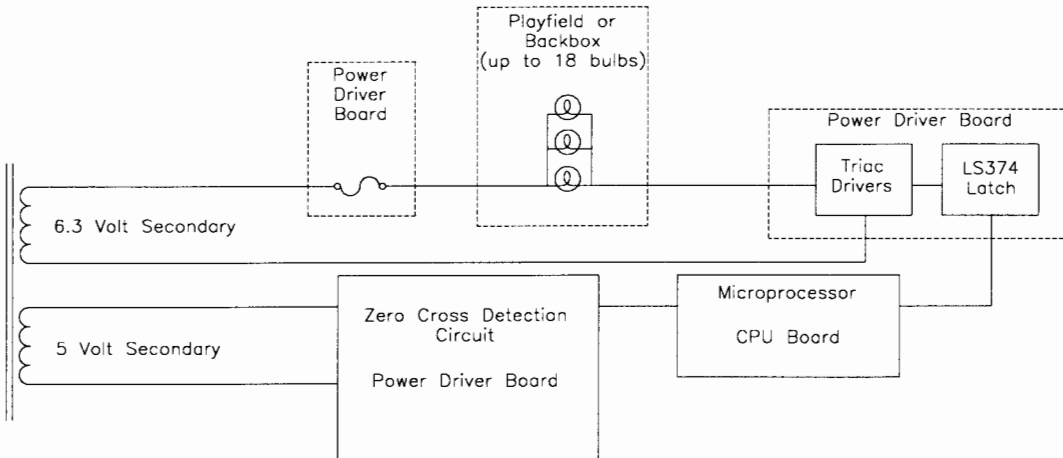 Playfield or
Backbox
(up to 18 bulbs)
Power
Driver
Board
Power Driver Board
Triac
Drivers
LS374
Latch
6.3 Volt Secondary
5 Volt Secondary
Zero Cross Detection
Circuit
Power Driver Board
Microprocessor
CPU Board